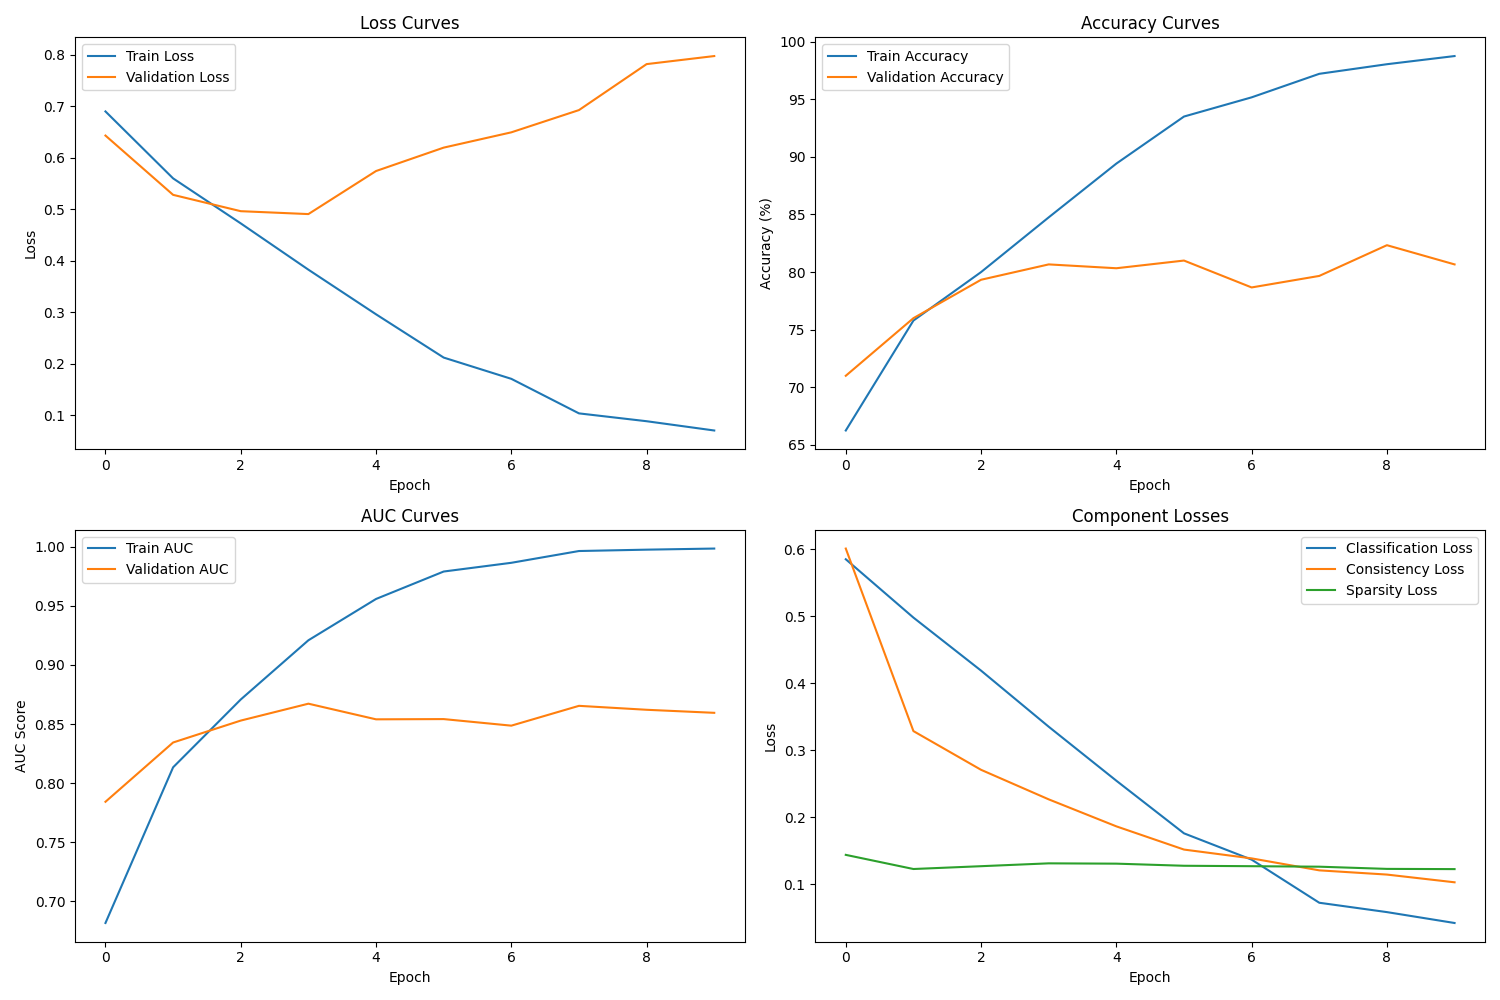 Loss Curves
Train Loss
Validation Loss
0.8
0.7
0.6
0.5
0.4
0.3
0.2
0.1
Loss
0 2 4 6 8
Epoch
Accuracy Curves
Train Accuracy
Validation Accuracy
100
95
90
85
80
75
70
65
Accuracy (%)
0 2 4 6 8
Epoch
AUC Curves
Train AUC
Validation AUC
1.00
0.95
0.90
0.85
0.80
0.75
0.70
AUC Score
0 2 4 6 8
Epoch
Component Losses
Classification Loss
Consistency Loss
Sparsity Loss
0.6
0.5
0.4
0.3
0.2
0.1
Loss
0 2 4 6 8
Epoch